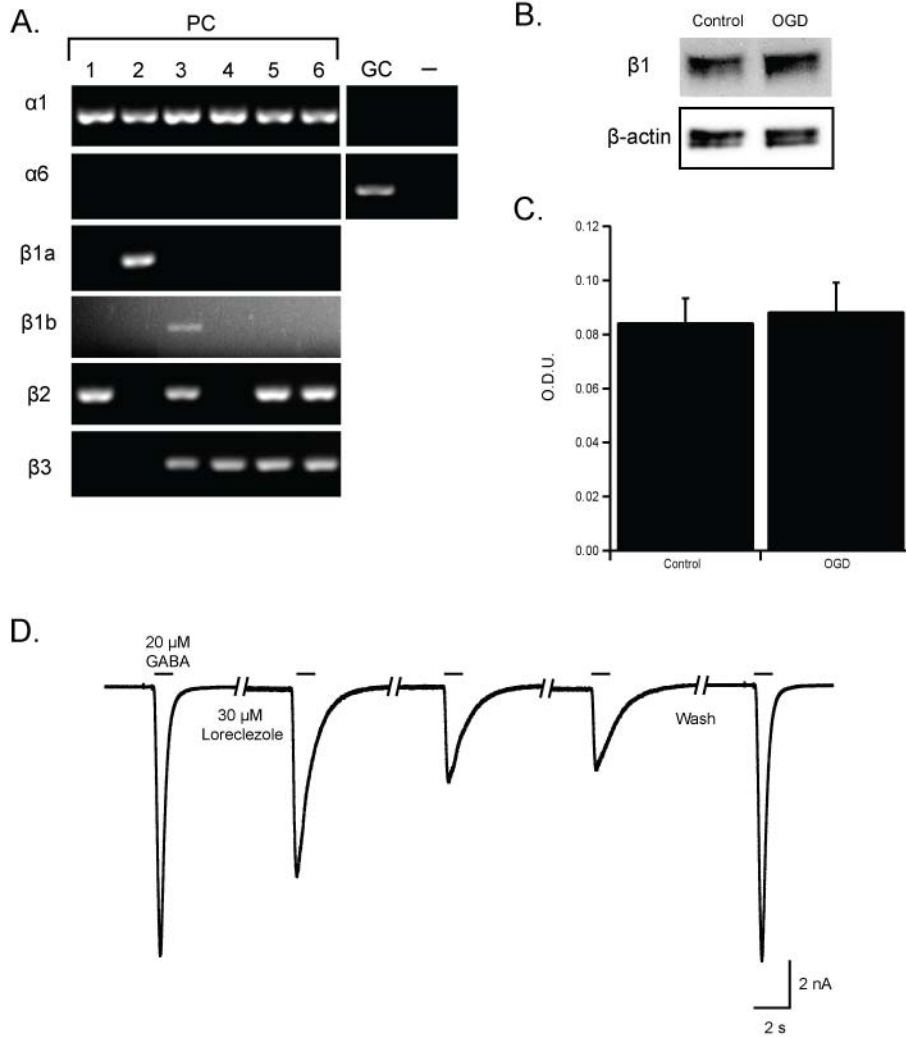 A.
PC
1 2 3 4 5 6 GC –
α1
α6
β1a
β1b
β2
β3
B.
Control OGD
β1
β-actin
C.
0.12
0.10
0.08
0.06
0.04
0.02
0.00
O.D.U.
Control OGD
D.
20 µM
GABA
30 µM
Loreclezole
Wash
2 nA
2 s